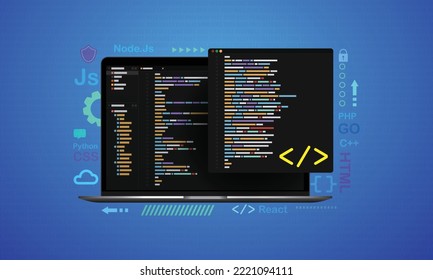 Node.Js
Js
Python
CSS
PHP
GO
C++
HTML
</>
</> React
shutterstock.com · 2221094111